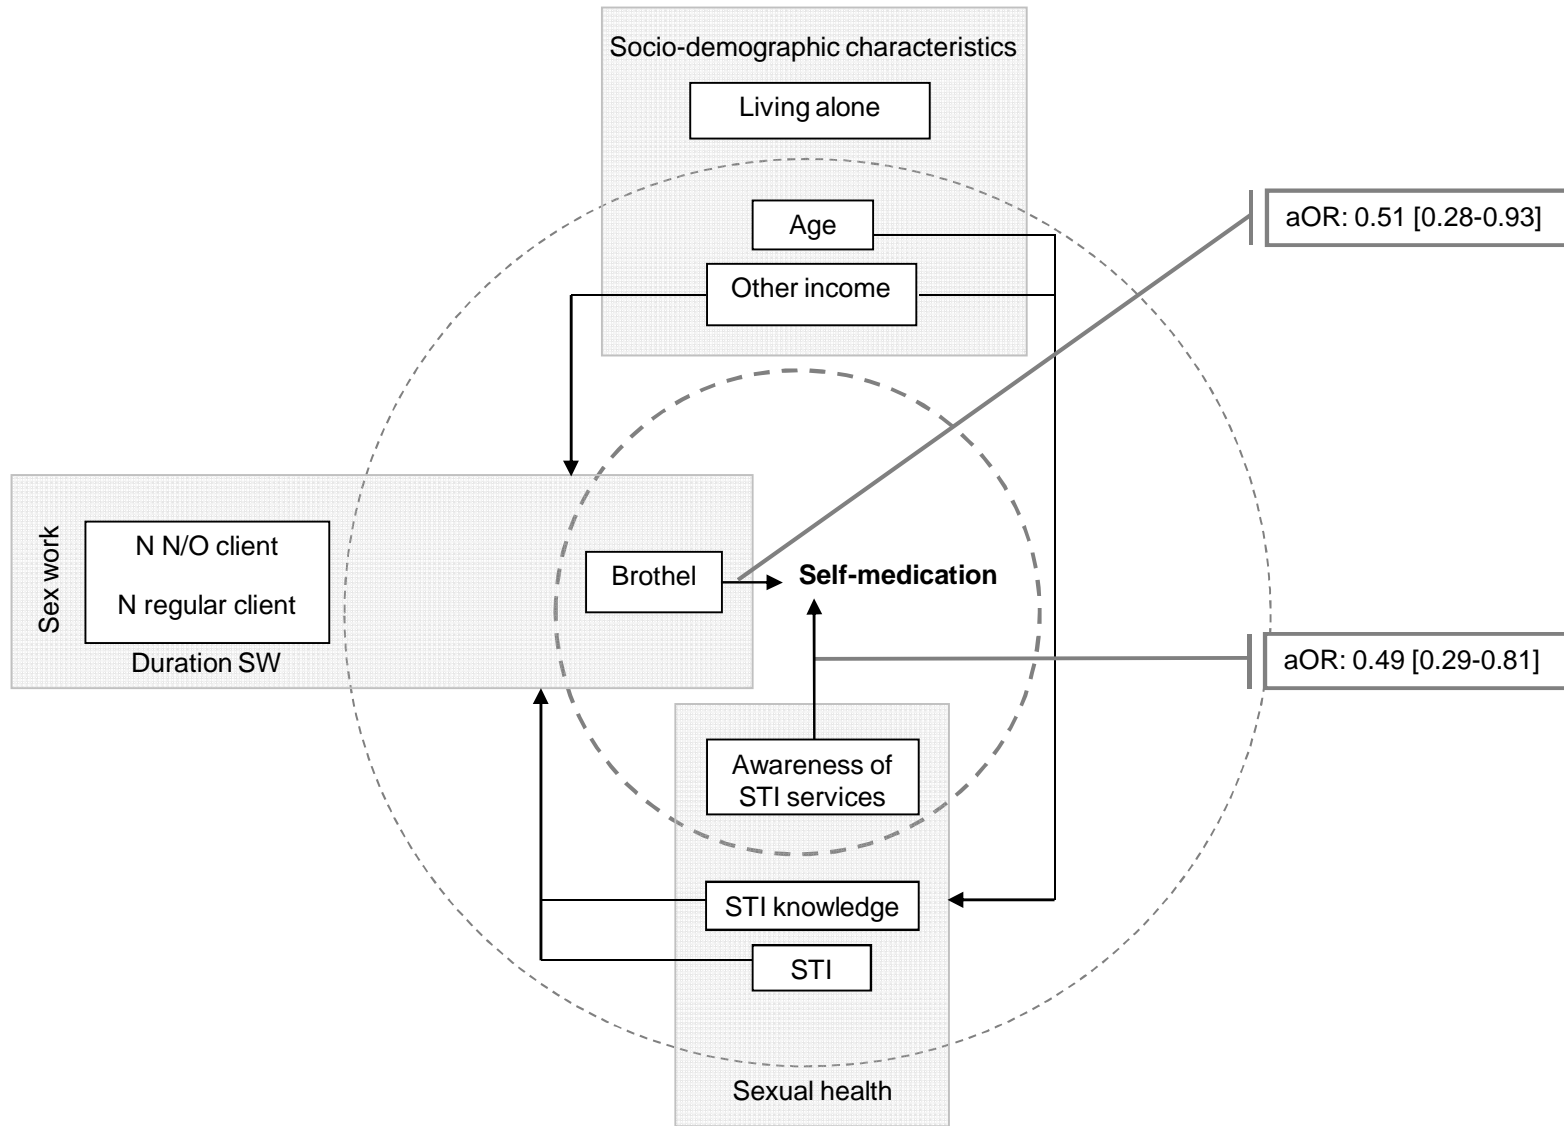 Socio-demographic characteristics
Living alone
Age
Other income
aOR: 0.51 [0.28-0.93]
Sex work
N N/O client
N regular client
Duration SW
Brothel
Self-medication
aOR: 0.49 [0.29-0.81]
Awareness of
STI services
STI knowledge
STI
Sexual health